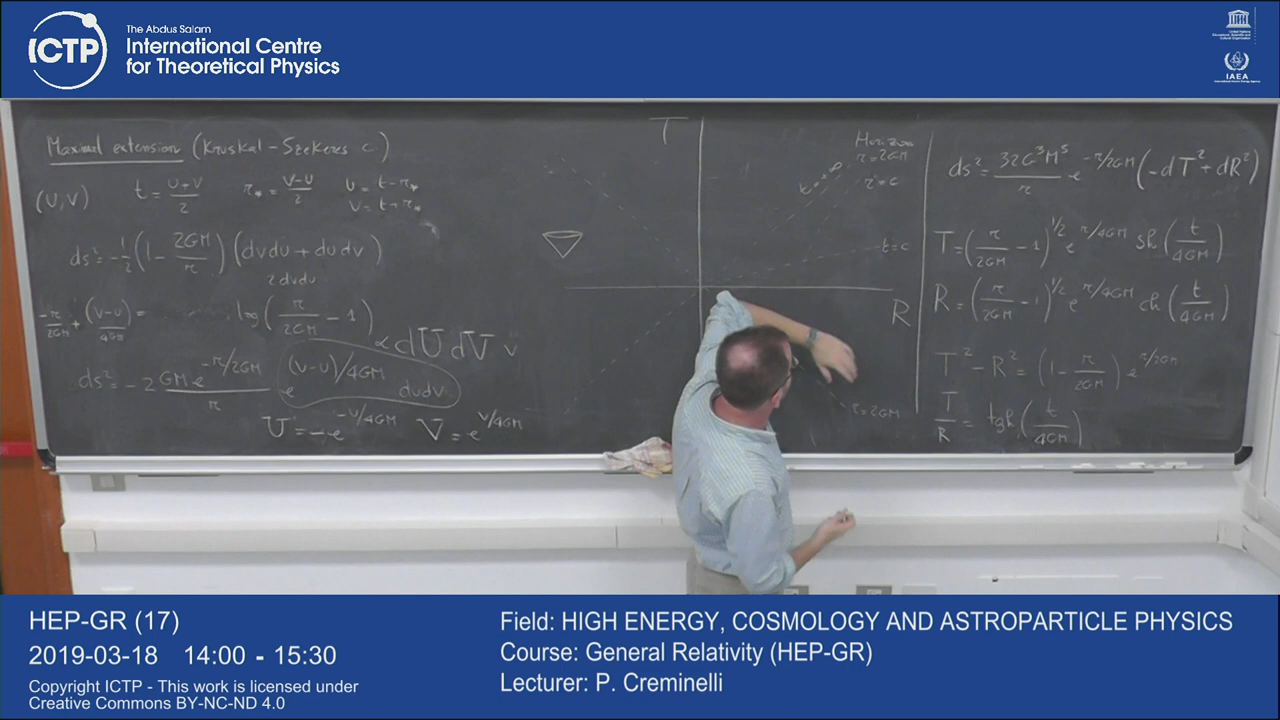 ICTP
The Abdus Salam
International Centre
for Theoretical Physics
IAEA
Maximal extension (Kruskal-Szekeres c)
(U,V) t = U+V/2 r* = V-U/2 U = t - r*
V = t + r*
ds² = -1/2 (1 - 2GM/r) (dvdu + dudv)
2dvdu
-r/2GM + (V-U)/4GM = log(r/2GM - 1)
∝ dU dV
ds² = -2GM e^{-r/2GM}/r e^{(V-U)/4GM} dudv
U = -e^{-u/4GM} V = e^{v/4GM}
T
Horizon
r=2GM
t=+∞
r=c
t=c
R
r=2GM
ds² = 32G³M³/r e^{-r/2GM} (-dT² + dR²)
T = (r/2GM - 1)^{1/2} e^{r/4GM} sh(t/4GM)
R = (r/2GM - 1)^{1/2} e^{r/4GM} ch(t/4GM)
T² - R² = (1 - r/2GM) e^{r/2GM}
T/R = tgh(t/4GM)
HEP-GR (17)
2019-03-18 14:00 - 15:30
Copyright ICTP - This work is licensed under
Creative Commons BY-NC-ND 4.0
Field: HIGH ENERGY, COSMOLOGY AND ASTROPARTICLE PHYSICS
Course: General Relativity (HEP-GR)
Lecturer: P. Creminelli